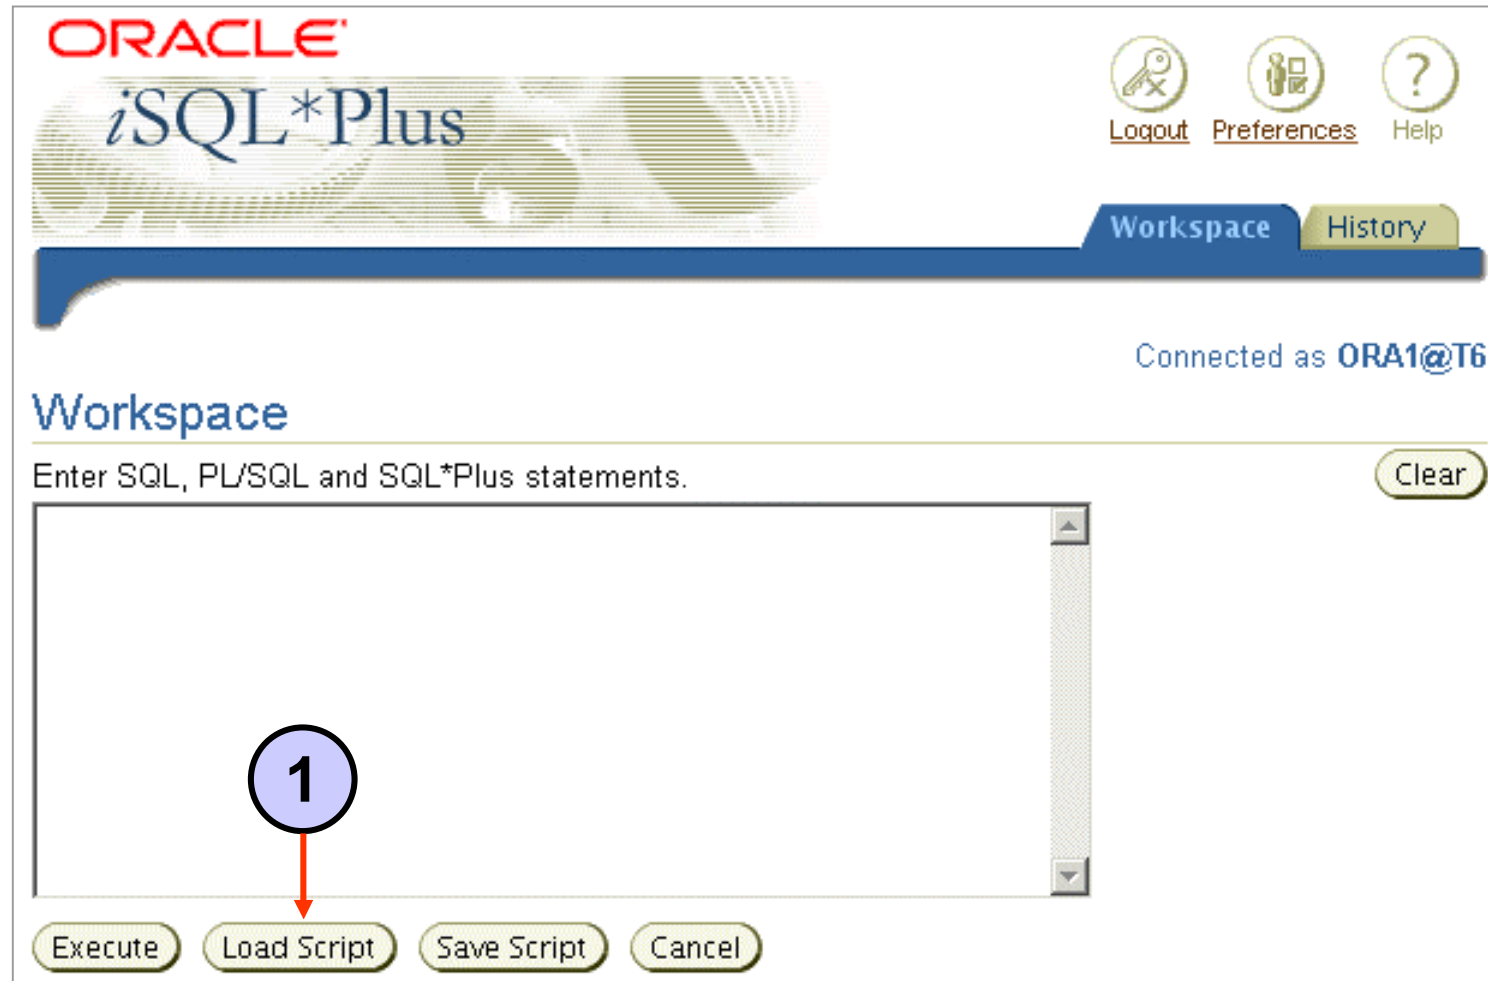 ORACLE
iSQL*Plus
Logout Preferences Help
Workspace History
Connected as ORA1@T6
Workspace
Enter SQL, PL/SQL and SQL*Plus statements.
Clear
1
Execute Load Script Save Script Cancel